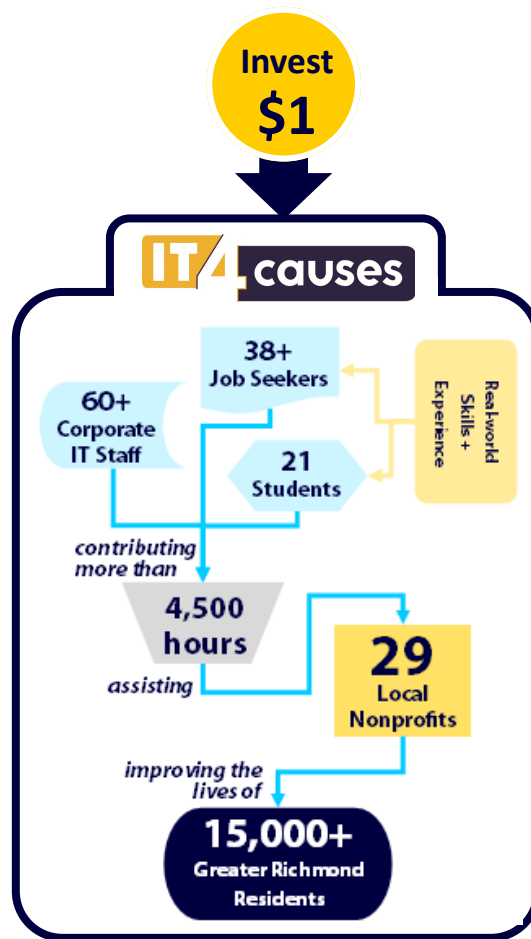 Invest
$1
IT4causes
38+
Job Seekers
60+
Corporate
IT Staff
Real-world
Skills +
Experience
21
Students
contributing
more than
4,500
hours
assisting
29
Local
Nonprofits
improving the
lives of
15,000+
Greater Richmond
Residents